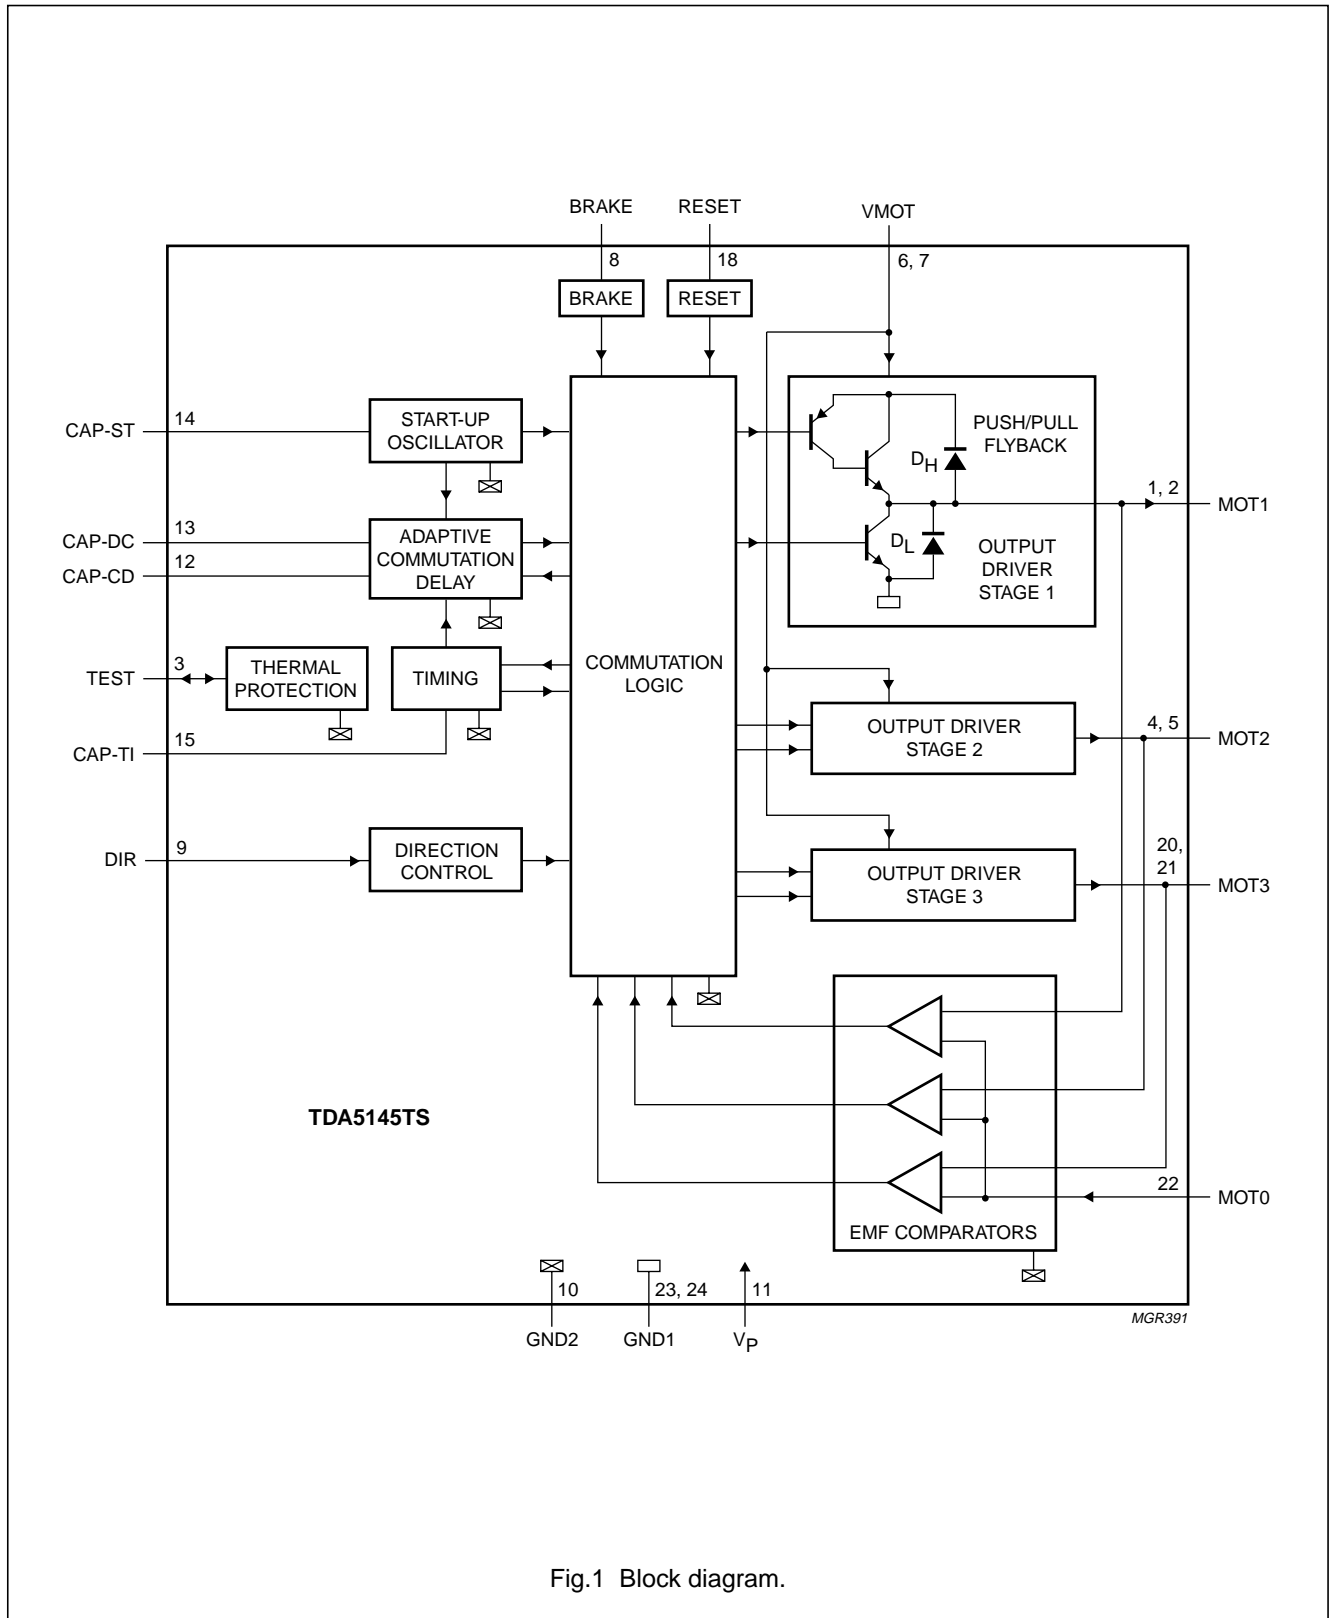 BRAKE
RESET
VMOT
8
18
6, 7
BRAKE
RESET
CAP-ST
14
START-UP
OSCILLATOR
PUSH/PULL
FLYBACK
DH
1, 2
MOT1
CAP-DC
13
CAP-CD
12
ADAPTIVE
COMMUTATION
DELAY
DL
OUTPUT
DRIVER
STAGE 1
TEST
3
THERMAL
PROTECTION
TIMING
COMMUTATION
LOGIC
CAP-TI
15
OUTPUT DRIVER
STAGE 2
4, 5
MOT2
DIR
9
DIRECTION
CONTROL
OUTPUT DRIVER
STAGE 3
20,
21
MOT3
TDA5145TS
22
MOT0
EMF COMPARATORS
10
23, 24
11
GND2
GND1
VP
MGR391
Fig.1 Block diagram.